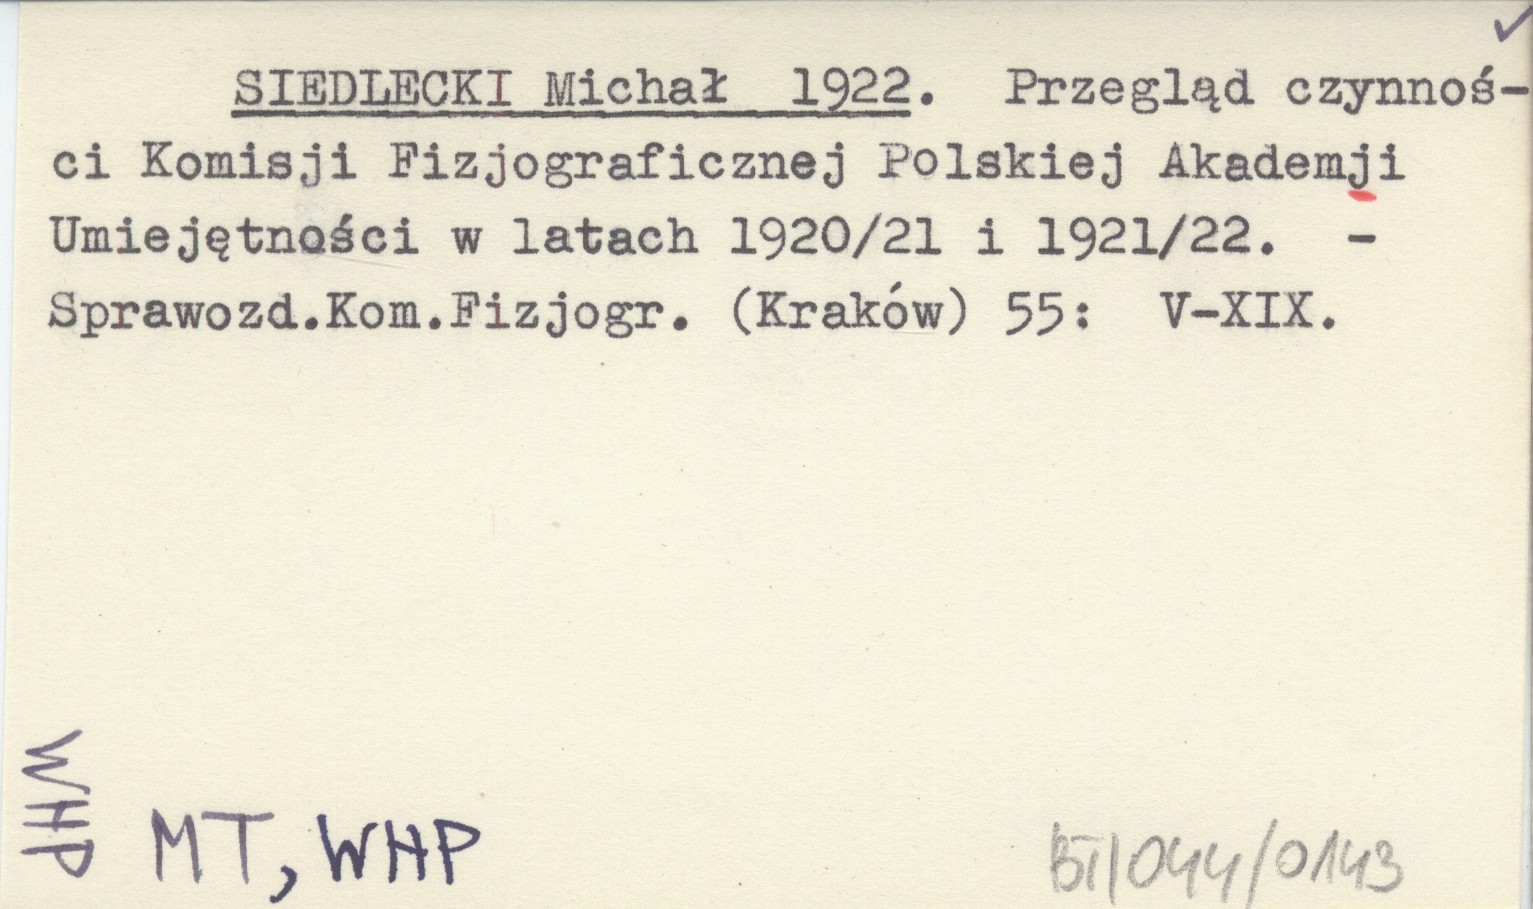 SIEDLECKI Michał 1922. Przegląd czynnoś-
ci Komisji Fizjograficznej Polskiej Akademji
Umiejętności w latach 1920/21 i 1921/22. -
Sprawozd.Kom.Fizjogr. (Kraków) 55: V-XIX.
WHP
MT, WHP
BI/044/0143